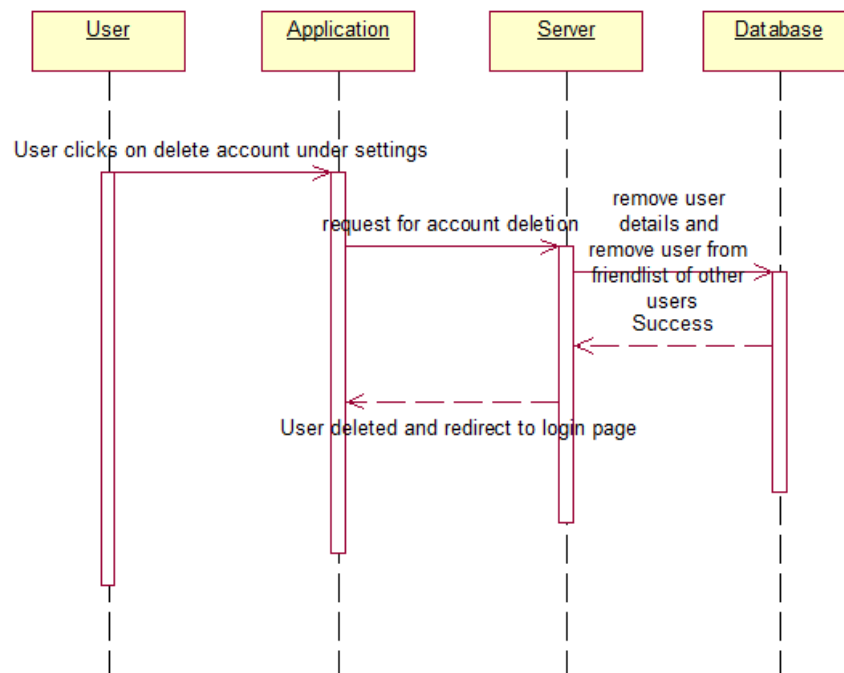 User
Application
Server
Database
User clicks on delete account under settings
request for account deletion
remove user
details and
remove user from
friendlist of other
users
Success
User deleted and redirect to login page